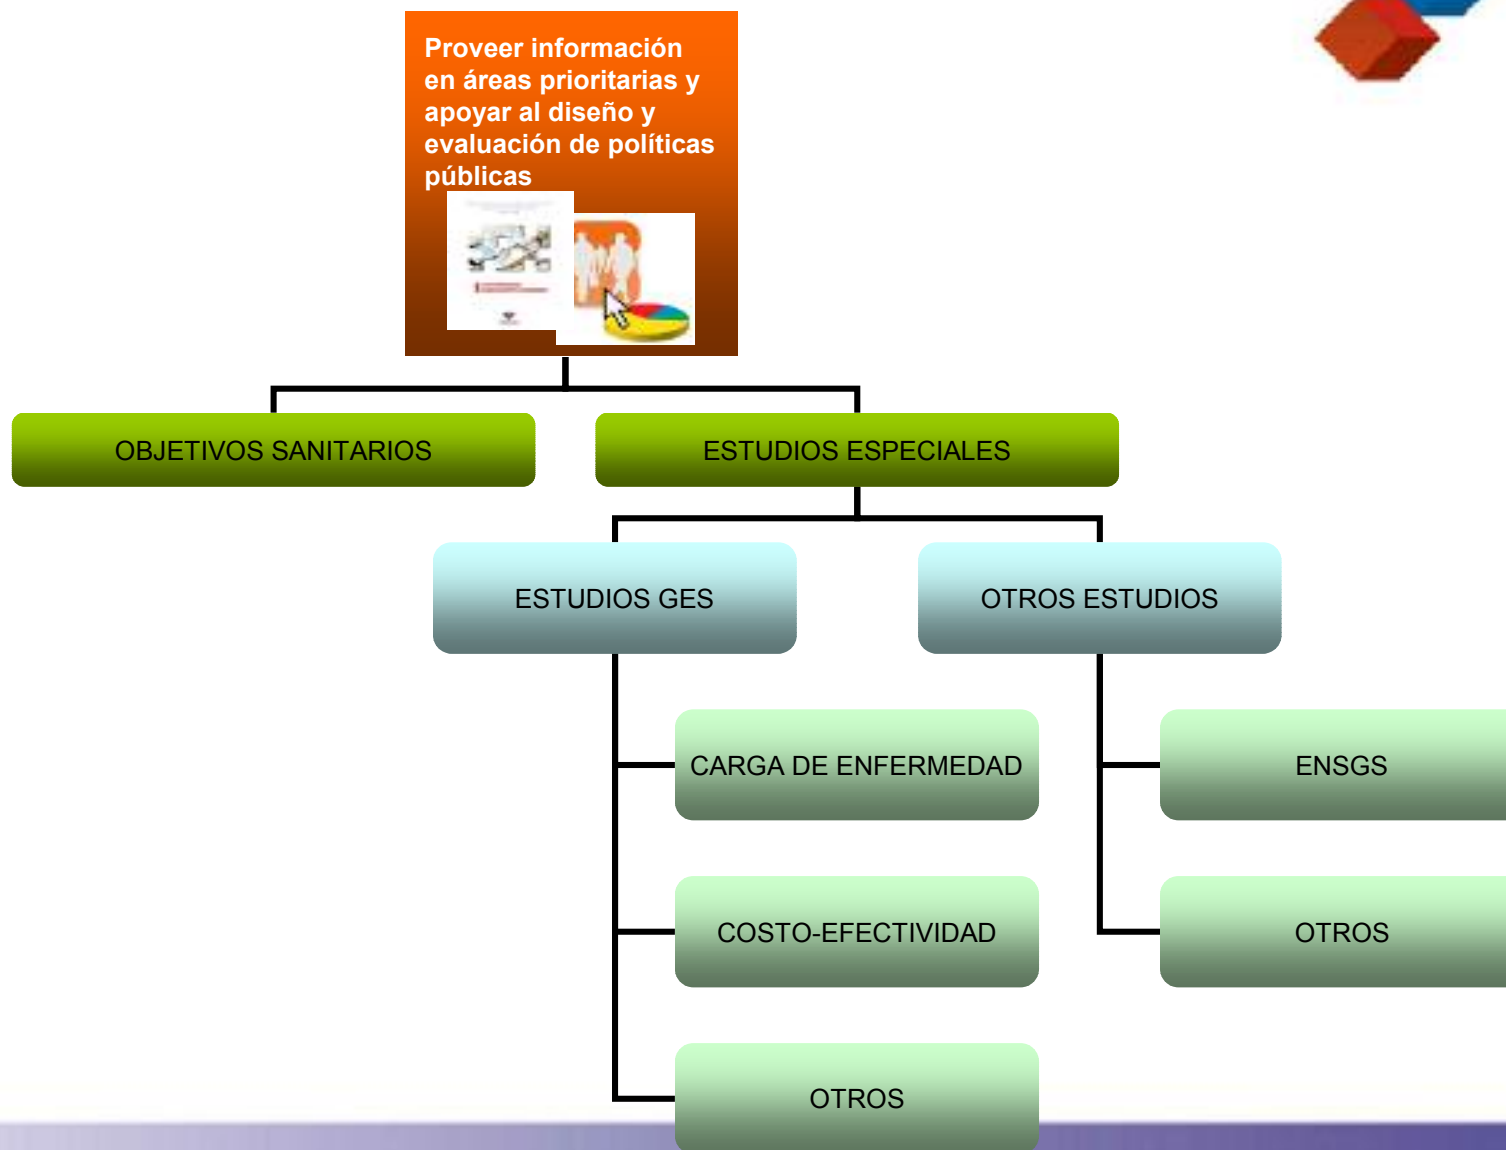 Proveer información
en áreas prioritarias y
apoyar al diseño y
evaluación de políticas
públicas
OBJETIVOS SANITARIOS
ESTUDIOS ESPECIALES
ESTUDIOS GES
OTROS ESTUDIOS
CARGA DE ENFERMEDAD
ENSGS
COSTO-EFECTIVIDAD
OTROS
OTROS